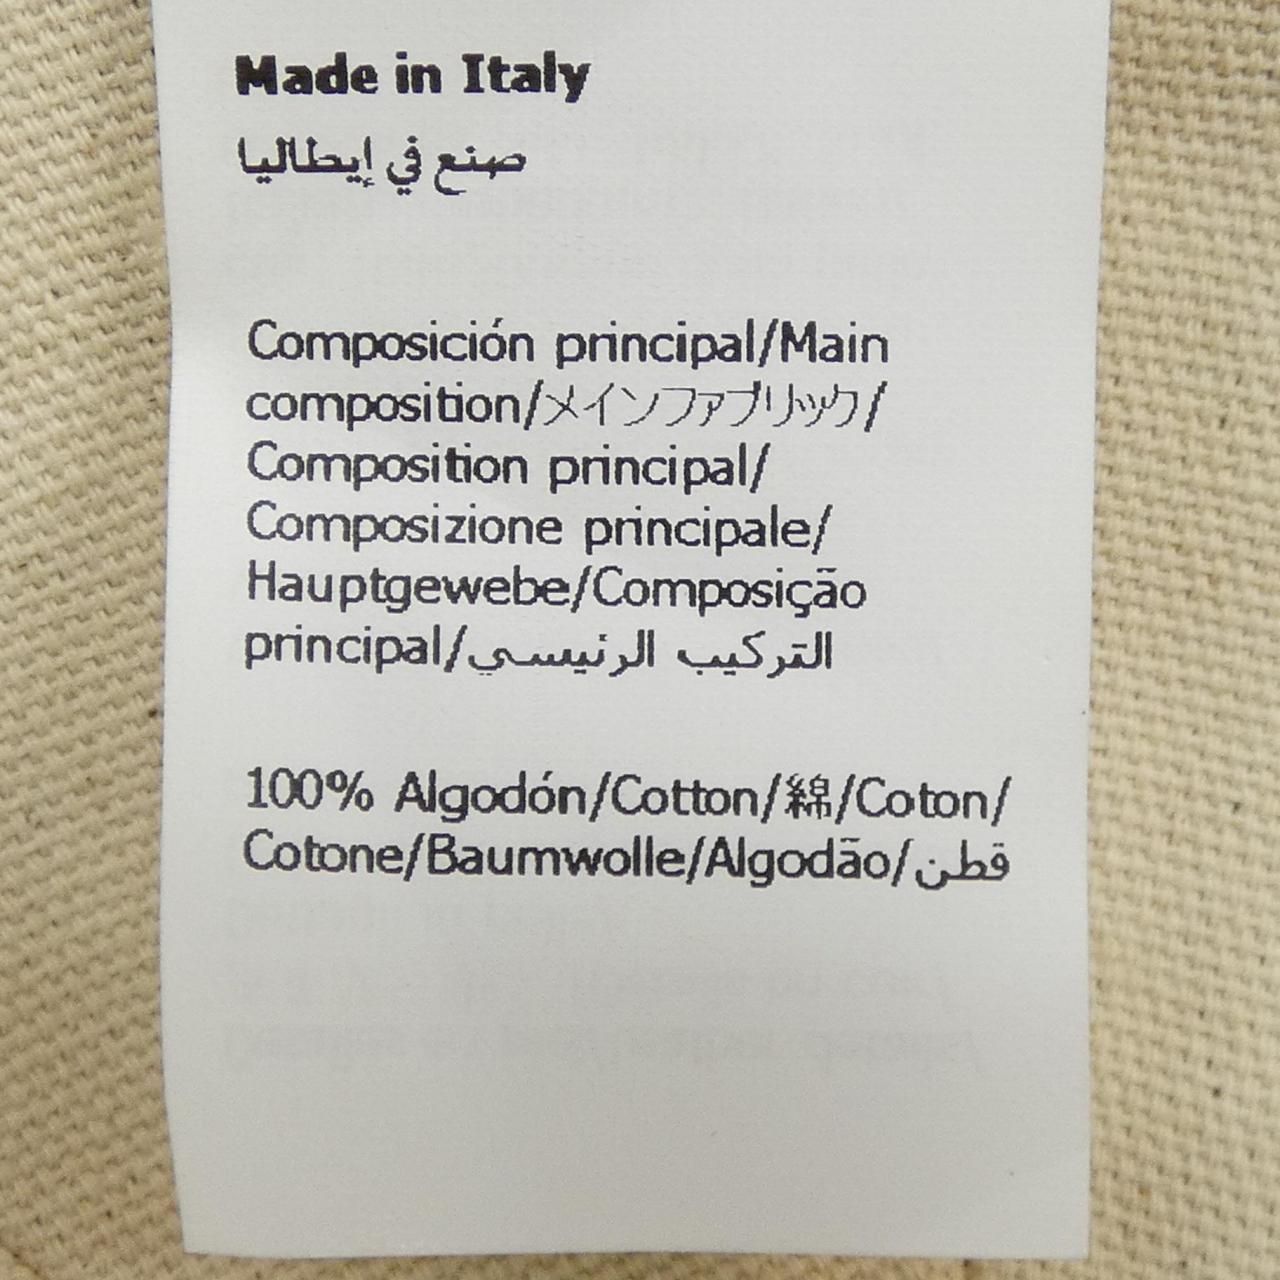 Made in Italy
صنع في إيطاليا
Composición principal/Main
composition/メインファブリック/
Composition principal/
Composizione principale/
Hauptgewebe/Composição
principal/التركيب الرئيسي
100% Algodón/Cotton/綿/Coton/
Cotone/Baumwolle/Algodão/قطن